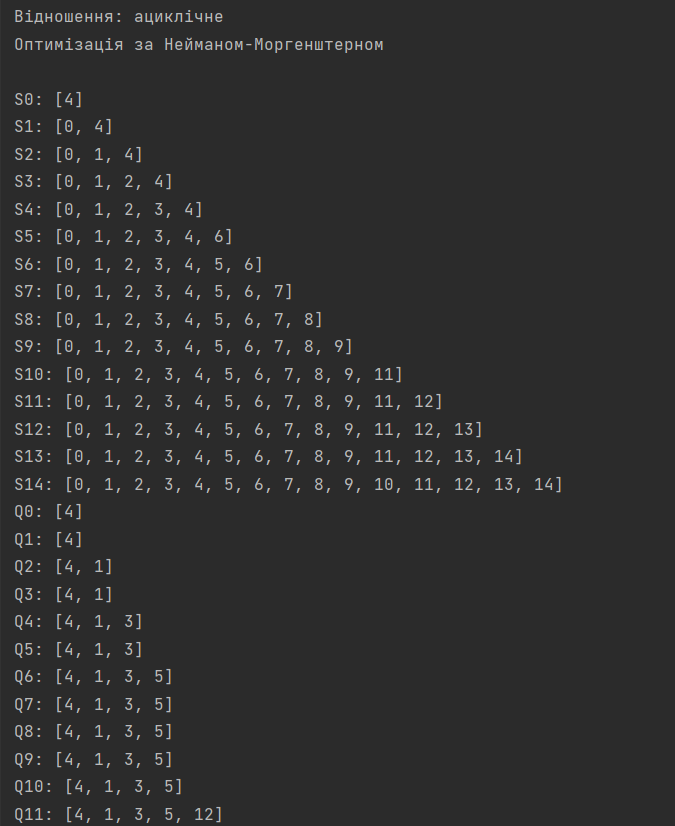 Відношення: ациклічне
Оптимізація за Нейманом-Моргенштерном
S0: [4]
S1: [0, 4]
S2: [0, 1, 4]
S3: [0, 1, 2, 4]
S4: [0, 1, 2, 3, 4]
S5: [0, 1, 2, 3, 4, 6]
S6: [0, 1, 2, 3, 4, 5, 6]
S7: [0, 1, 2, 3, 4, 5, 6, 7]
S8: [0, 1, 2, 3, 4, 5, 6, 7, 8]
S9: [0, 1, 2, 3, 4, 5, 6, 7, 8, 9]
S10: [0, 1, 2, 3, 4, 5, 6, 7, 8, 9, 11]
S11: [0, 1, 2, 3, 4, 5, 6, 7, 8, 9, 11, 12]
S12: [0, 1, 2, 3, 4, 5, 6, 7, 8, 9, 11, 12, 13]
S13: [0, 1, 2, 3, 4, 5, 6, 7, 8, 9, 11, 12, 13, 14]
S14: [0, 1, 2, 3, 4, 5, 6, 7, 8, 9, 10, 11, 12, 13, 14]
Q0: [4]
Q1: [4]
Q2: [4, 1]
Q3: [4, 1]
Q4: [4, 1, 3]
Q5: [4, 1, 3]
Q6: [4, 1, 3, 5]
Q7: [4, 1, 3, 5]
Q8: [4, 1, 3, 5]
Q9: [4, 1, 3, 5]
Q10: [4, 1, 3, 5]
Q11: [4, 1, 3, 5, 12]